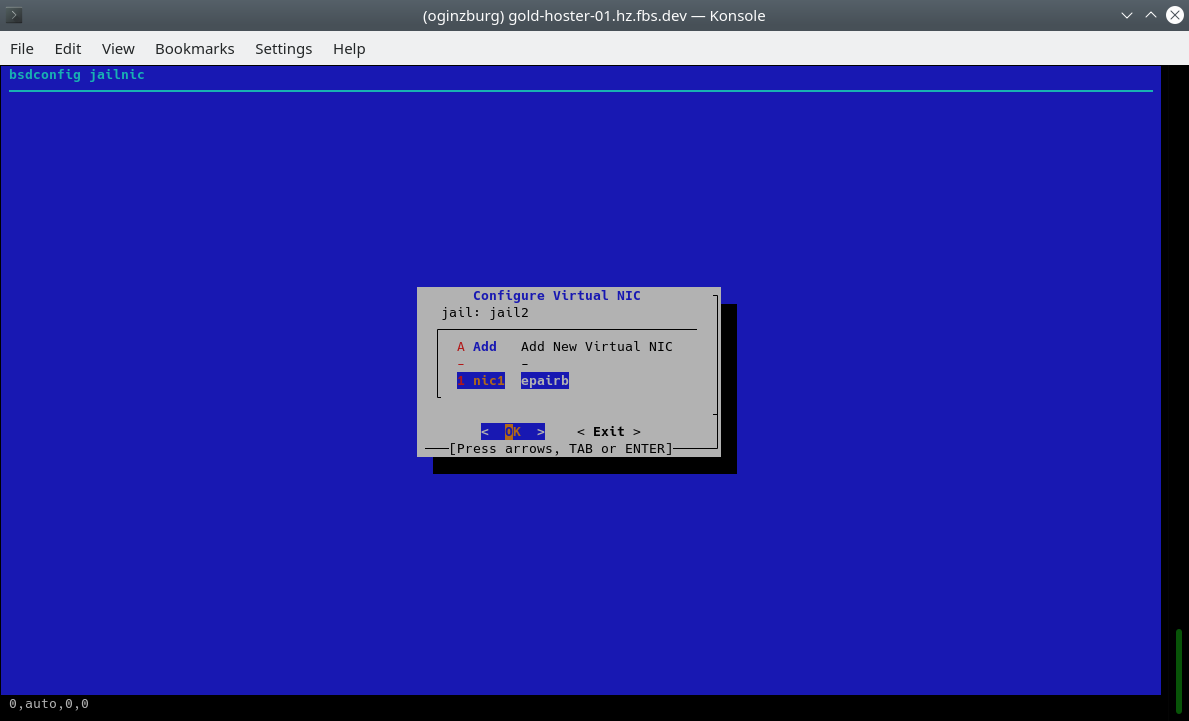 (oginzburg) gold-hoster-01.hz.fbs.dev — Konsole
File Edit View Bookmarks Settings Help
bsdconfig jailnic
Configure Virtual NIC
jail: jail2
A Add Add New Virtual NIC
- -
1 nic1 epairb
< OK > < Exit >
[Press arrows, TAB or ENTER]
0,auto,0,0